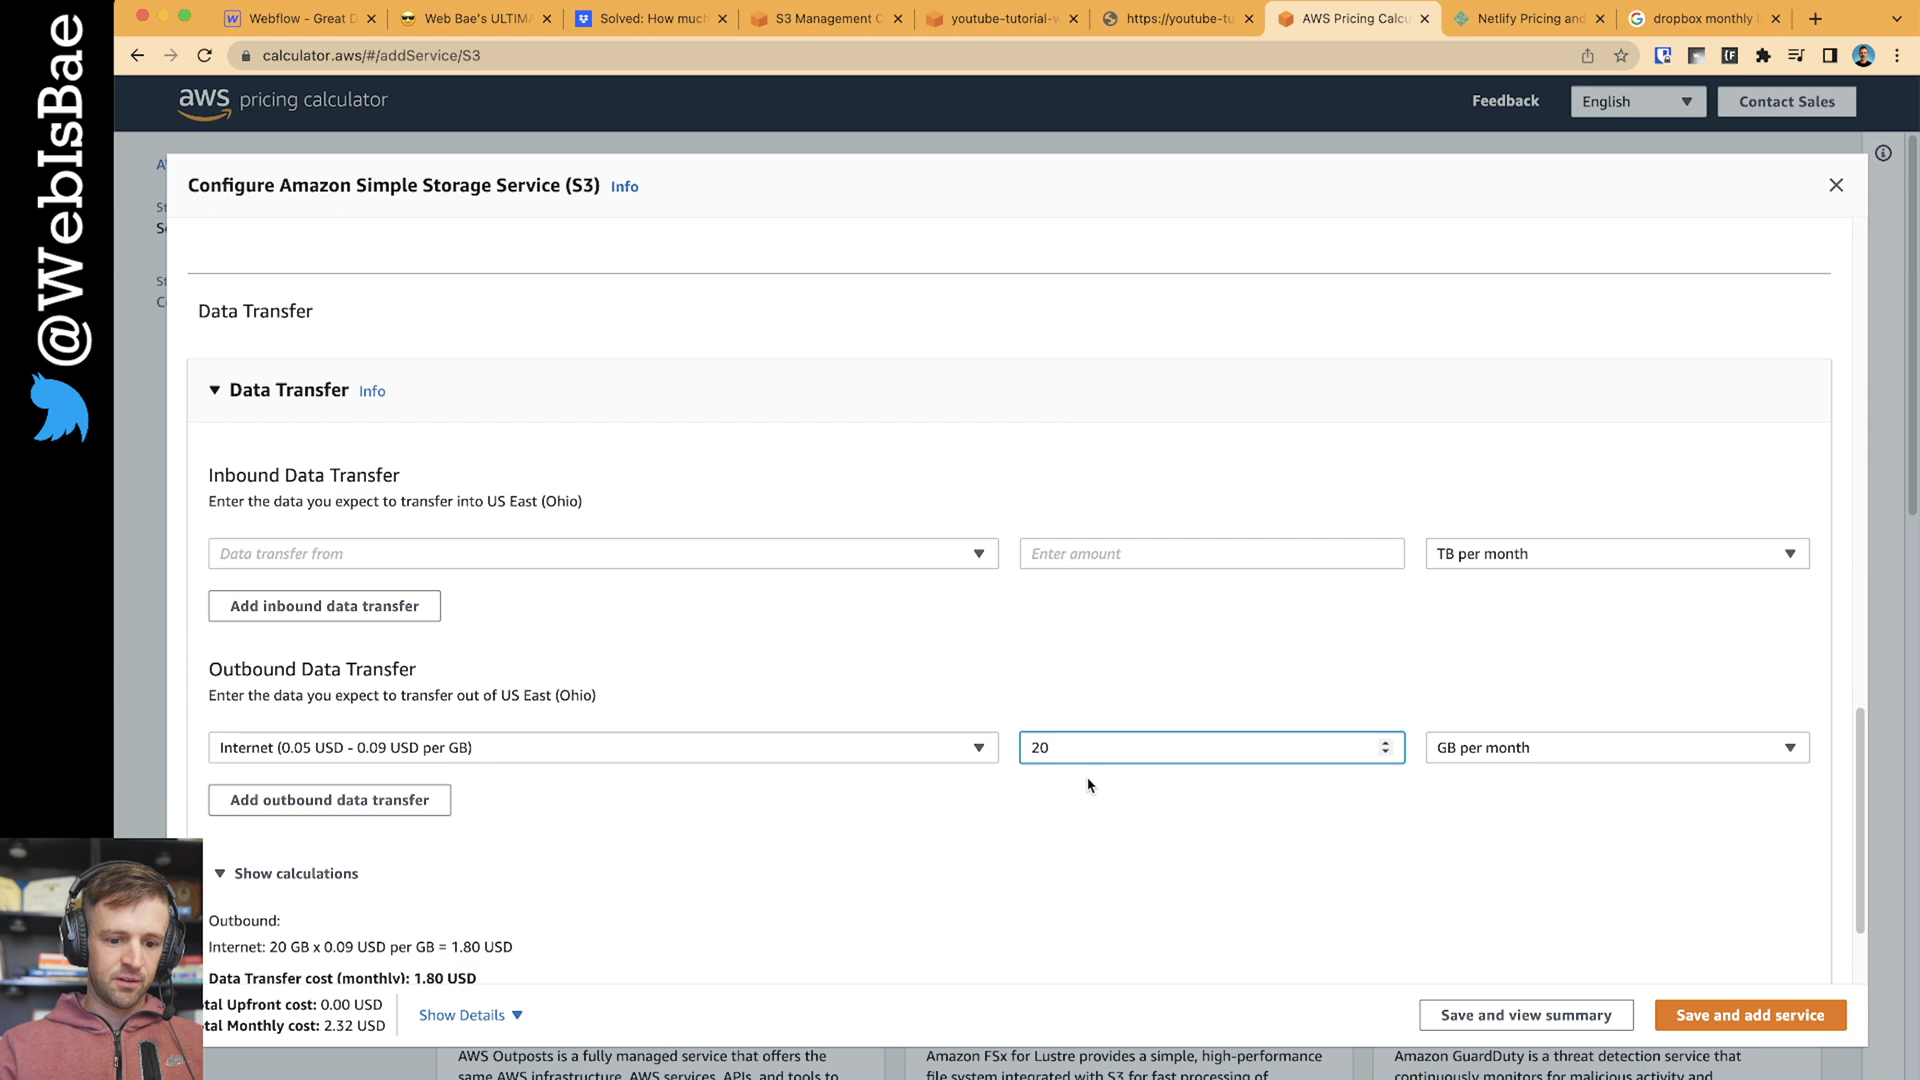 @WebIsBae
Webflow - Great D
Web Bae's ULTIM
Solved: How much
S3 Management C
youtube-tutorial-w
https://youtube-tu
AWS Pricing Calcu
Netlify Pricing and
dropbox monthly
calculator.aws/#/addService/S3
aws pricing calculator
Feedback
English
Contact Sales
Configure Amazon Simple Storage Service (S3) Info
Data Transfer
Data Transfer Info
Inbound Data Transfer
Enter the data you expect to transfer into US East (Ohio)
Data transfer from
Enter amount
TB per month
Add inbound data transfer
Outbound Data Transfer
Enter the data you expect to transfer out of US East (Ohio)
Internet (0.05 USD - 0.09 USD per GB)
20
GB per month
Add outbound data transfer
Show calculations
Outbound:
Internet: 20 GB x 0.09 USD per GB = 1.80 USD
Data Transfer cost (monthly): 1.80 USD
tal Upfront cost: 0.00 USD
tal Monthly cost: 2.32 USD
Show Details
Save and view summary
Save and add service
AWS Outposts is a fully managed service that offers the
same AWS infrastructure, AWS services, APIs, and tools to
Amazon FSx for Lustre provides a simple, high-performance
file system integrated with S3 for fast processing of
Amazon GuardDuty is a threat detection service that
continuously monitors for malicious activity and